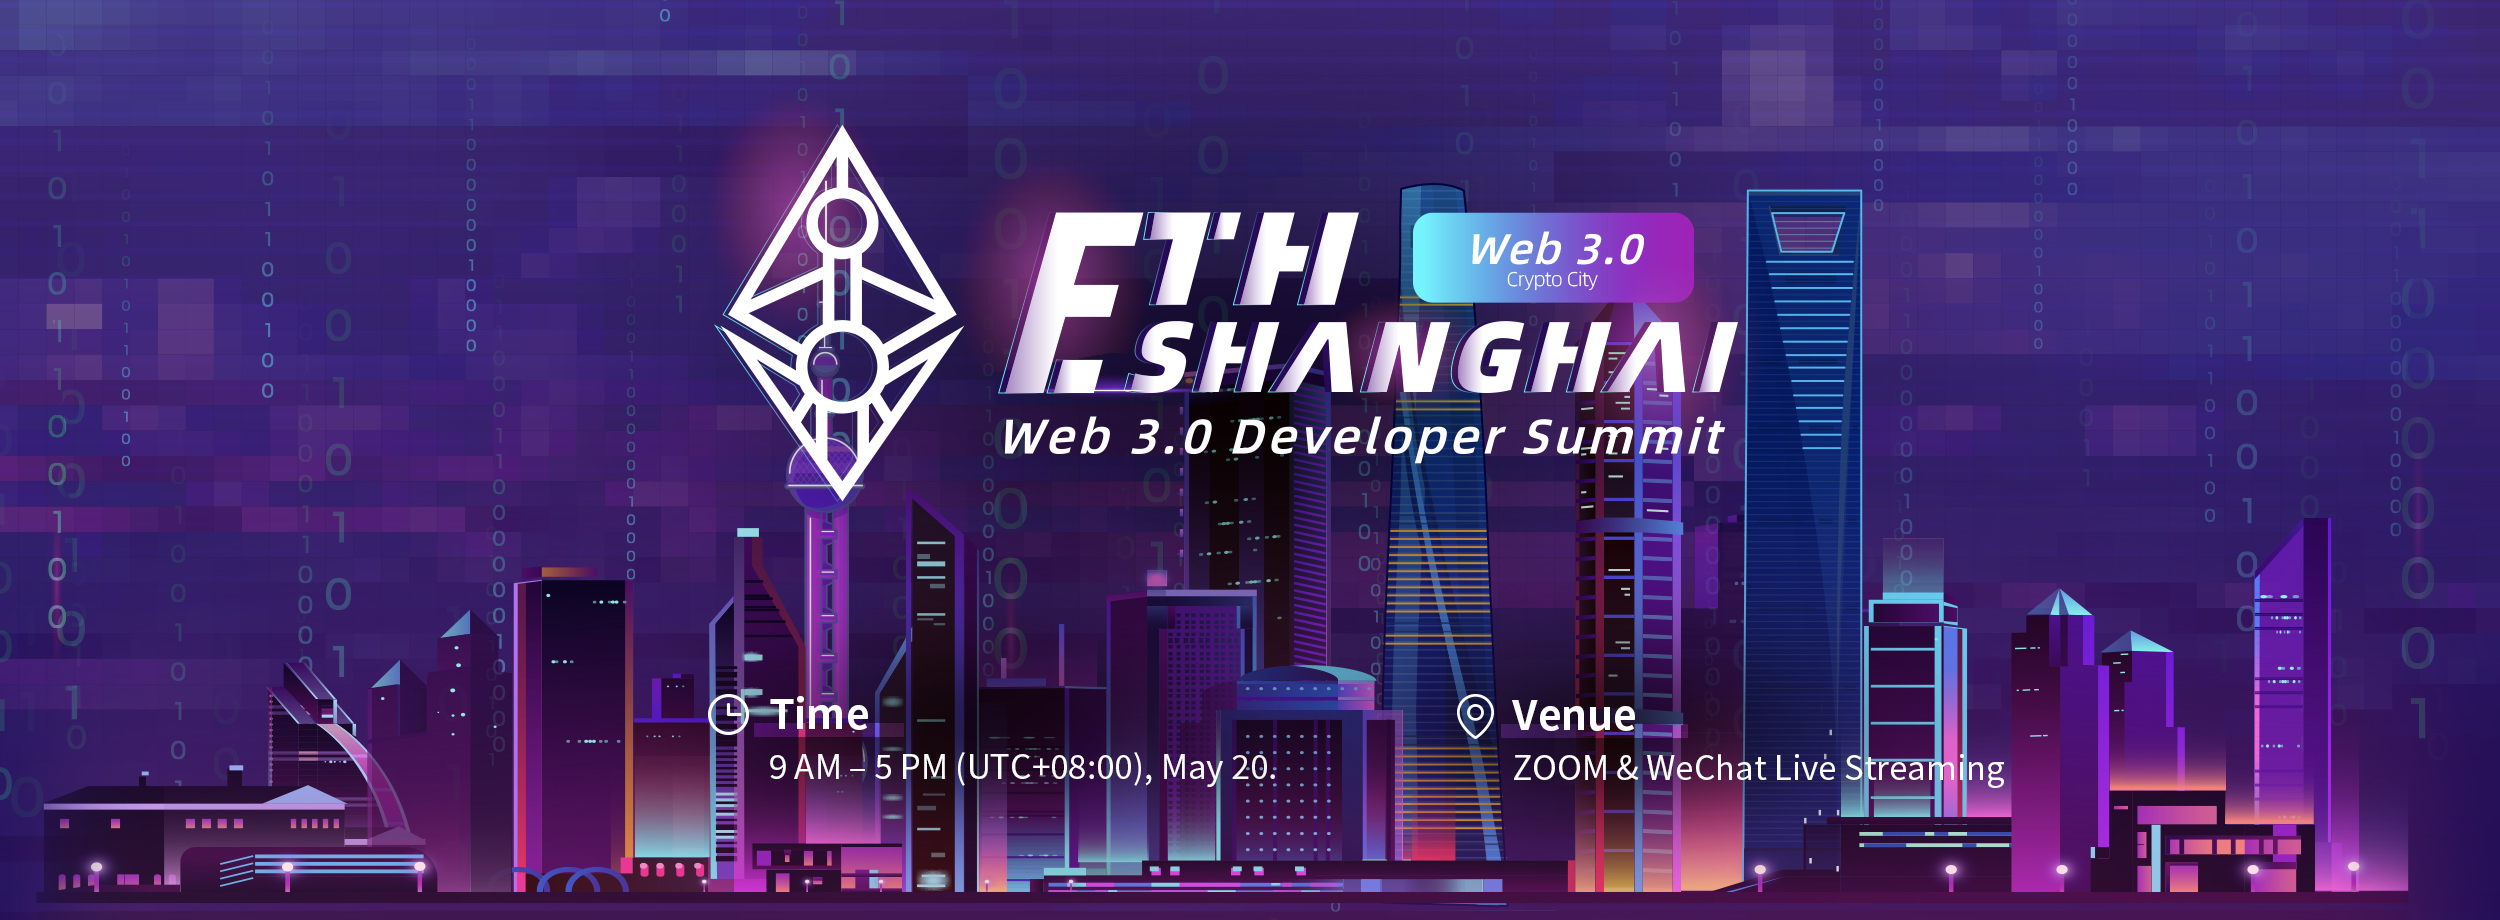 ETH
Web 3.0
Crypto City
SHANGHAI
Web 3.0 Developer Summit
Time
9 AM – 5 PM (UTC+08:00), May 20.
Venue
ZOOM & WeChat Live Streaming